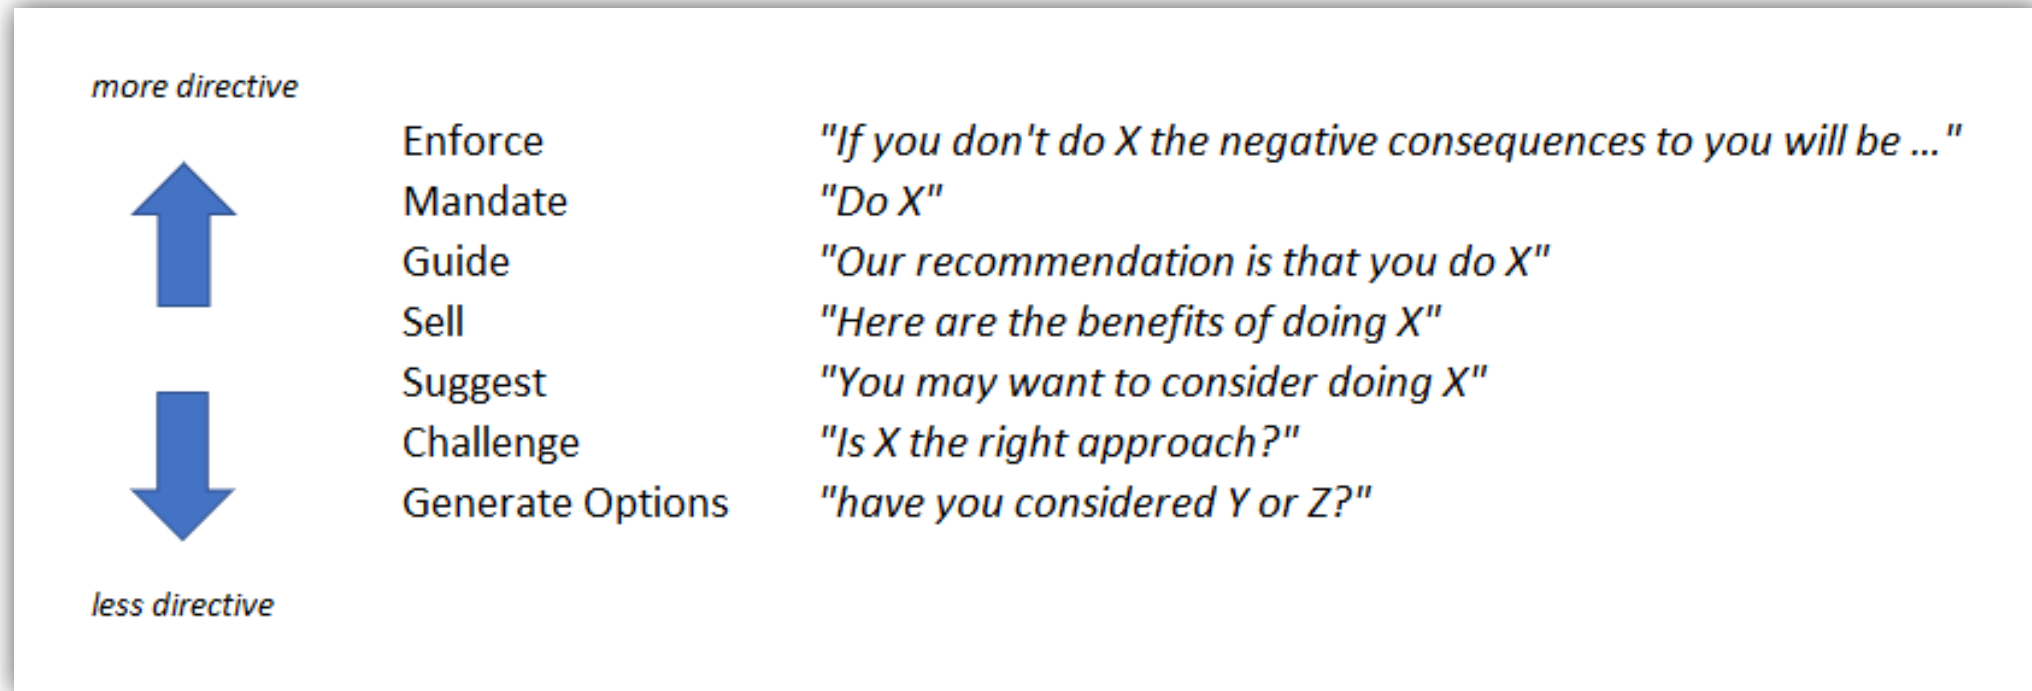 more directive
Enforce "If you don't do X the negative consequences to you will be ..."
Mandate "Do X"
Guide "Our recommendation is that you do X"
Sell "Here are the benefits of doing X"
Suggest "You may want to consider doing X"
Challenge "Is X the right approach?"
Generate Options "have you considered Y or Z?"
less directive